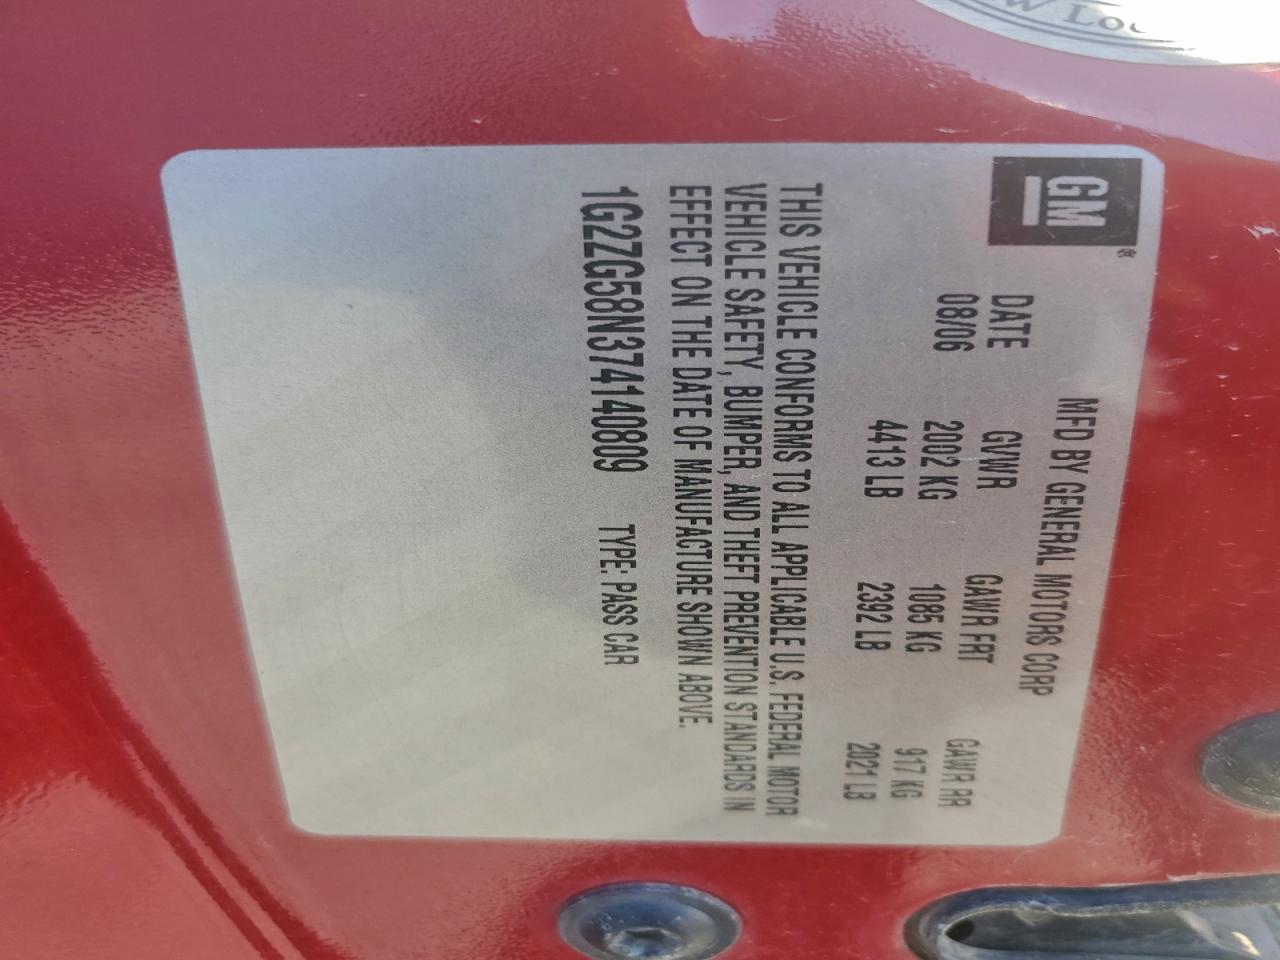 GM
®
MFD BY GENERAL MOTORS CORP
DATE GVWR GAWR FRT GAWR RR
08/06 2002 KG 1085 KG 917 KG
4413 LB 2392 LB 2021 LB
THIS VEHICLE CONFORMS TO ALL APPLICABLE U.S. FEDERAL MOTOR
VEHICLE SAFETY, BUMPER, AND THEFT PREVENTION STANDARDS IN
EFFECT ON THE DATE OF MANUFACTURE SHOWN ABOVE.
1G2ZG58N374140809 TYPE: PASS CAR